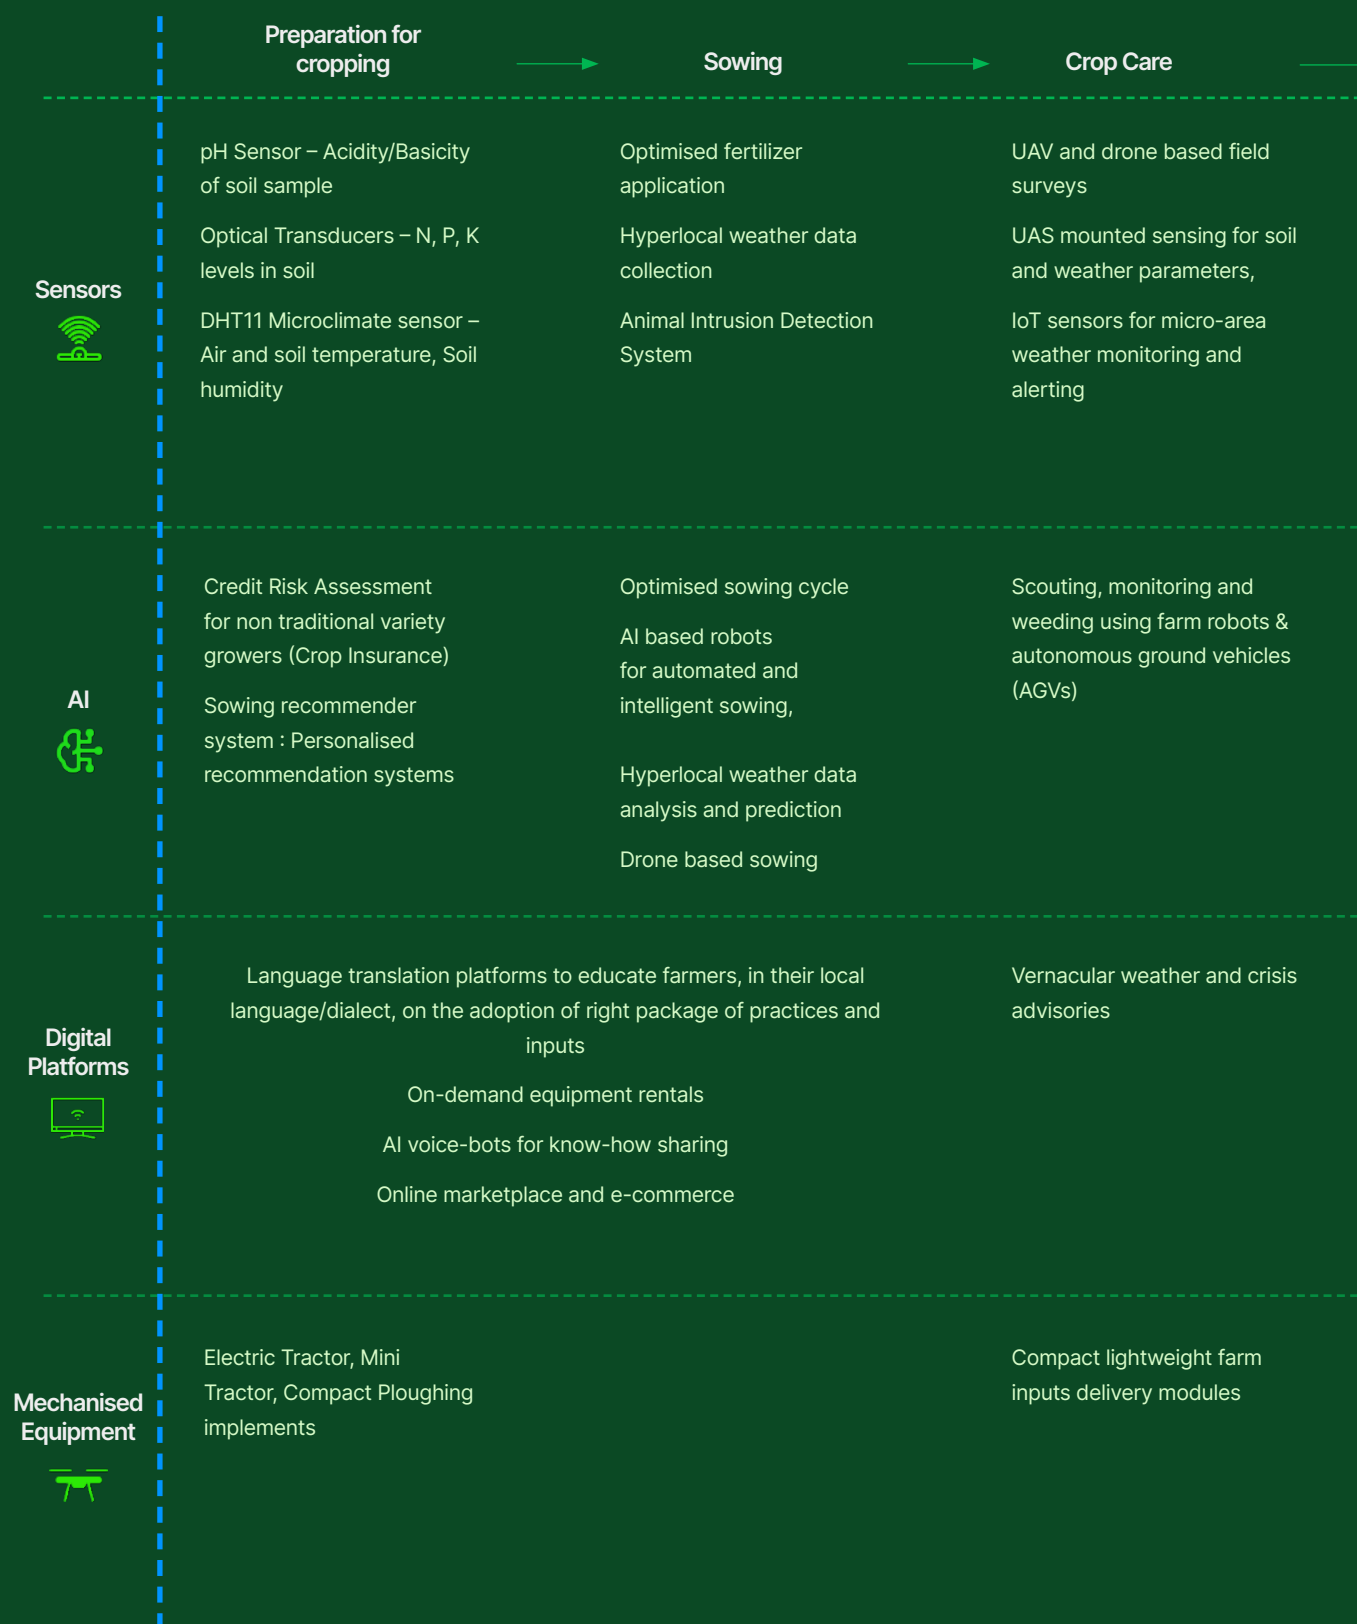 Preparation for
cropping
Sowing
Crop Care
Sensors
pH Sensor – Acidity/Basicity
of soil sample
Optical Transducers – N, P, K
levels in soil
DHT11 Microclimate sensor –
Air and soil temperature, Soil
humidity
Optimised fertilizer
application
Hyperlocal weather data
collection
Animal Intrusion Detection
System
UAV and drone based field
surveys
UAS mounted sensing for soil
and weather parameters,
IoT sensors for micro-area
weather monitoring and
alerting
AI
Credit Risk Assessment
for non traditional variety
growers (Crop Insurance)
Sowing recommender
system : Personalised
recommendation systems
Optimised sowing cycle
AI based robots
for automated and
intelligent sowing,
Hyperlocal weather data
analysis and prediction
Drone based sowing
Scouting, monitoring and
weeding using farm robots &
autonomous ground vehicles
(AGVs)
Digital
Platforms
Language translation platforms to educate farmers, in their local
language/dialect, on the adoption of right package of practices and
inputs
On-demand equipment rentals
AI voice-bots for know-how sharing
Online marketplace and e-commerce
Vernacular weather and crisis
advisories
Mechanised
Equipment
Electric Tractor, Mini
Tractor, Compact Ploughing
implements
Compact lightweight farm
inputs delivery modules